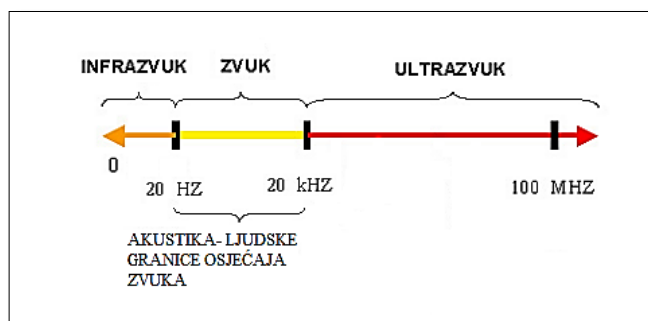 INFRAZVUK ZVUK ULTRAZVUK
0
20 HZ 20 kHZ 100 MHZ
AKUSTIKA- LJUDSKE
GRANICE OSJEĆAJA
ZVUKA